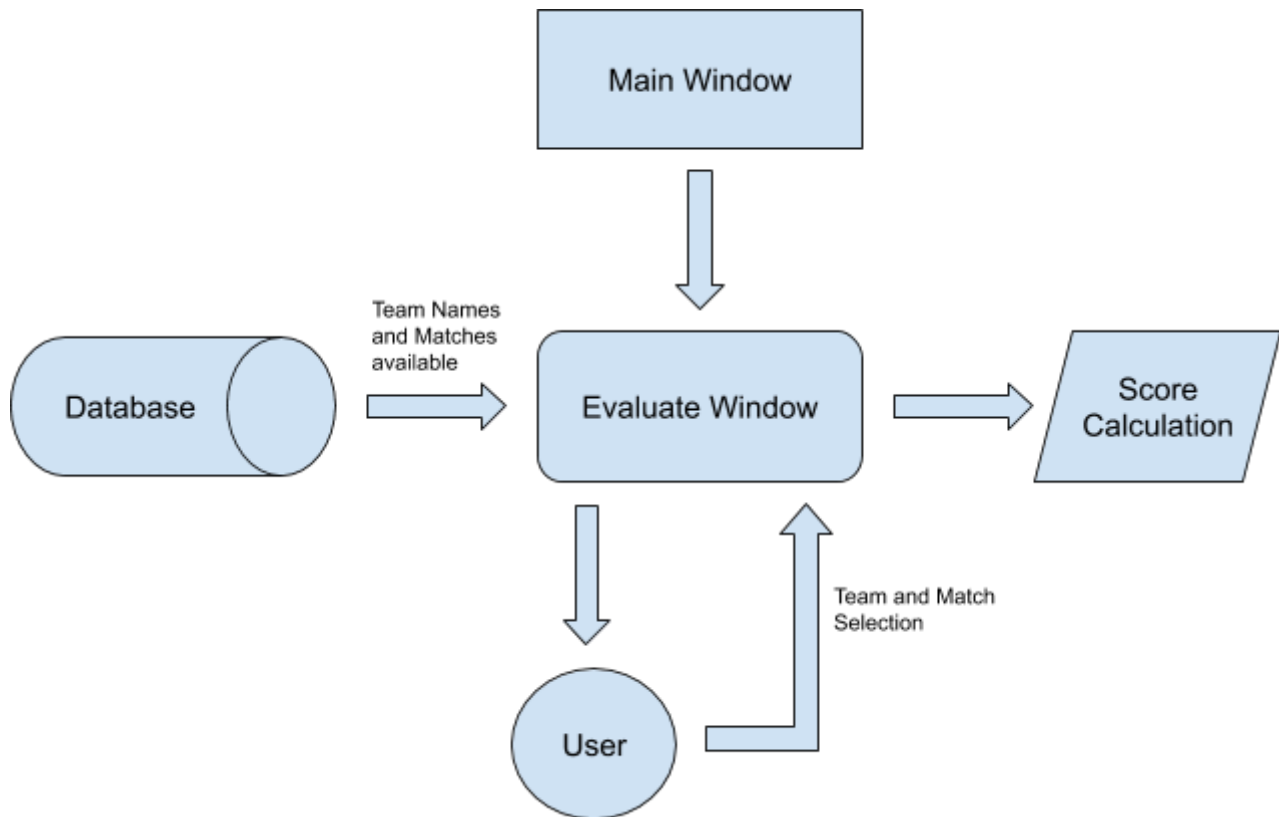 Main Window
Team Names
and Matches
available
Database
Evaluate Window
Score
Calculation
Team and Match
Selection
User